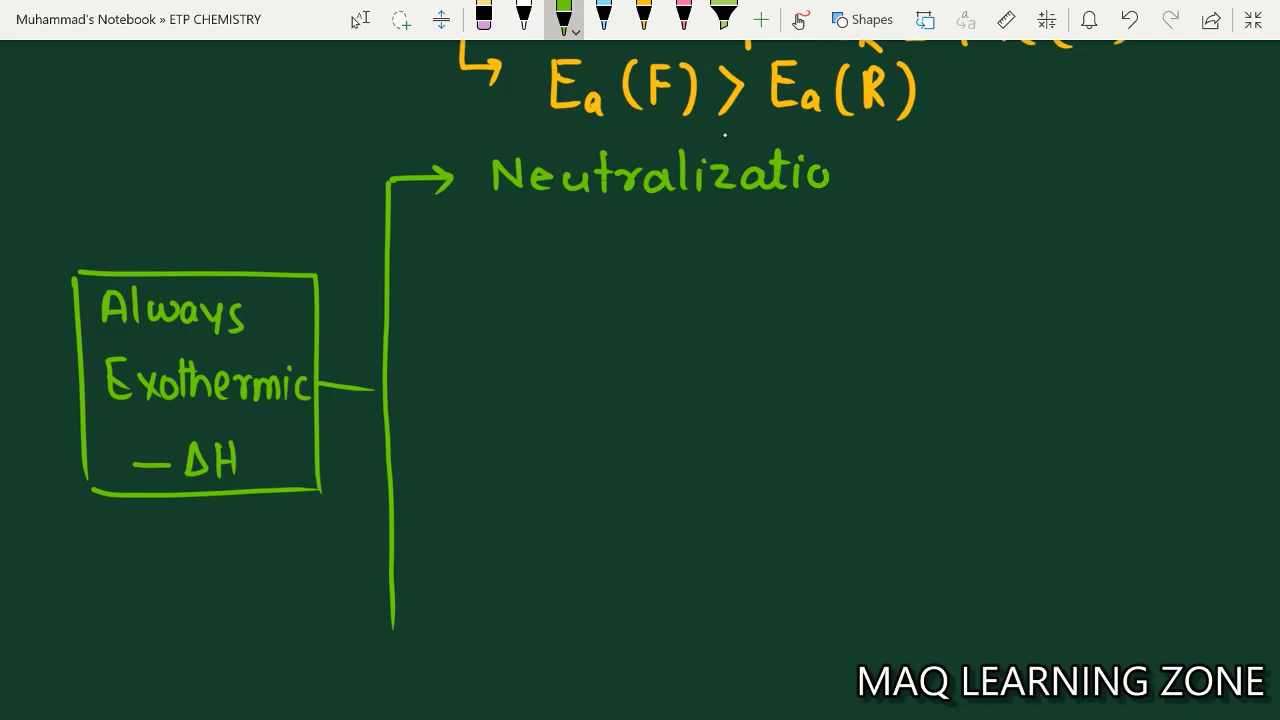 Muhammad's Notebook » ETP CHEMISTRY
Shapes
Ea (F) > Ea (R)
Neutralizatio
Always
Exothermic
— ΔH
MAQ LEARNING ZONE